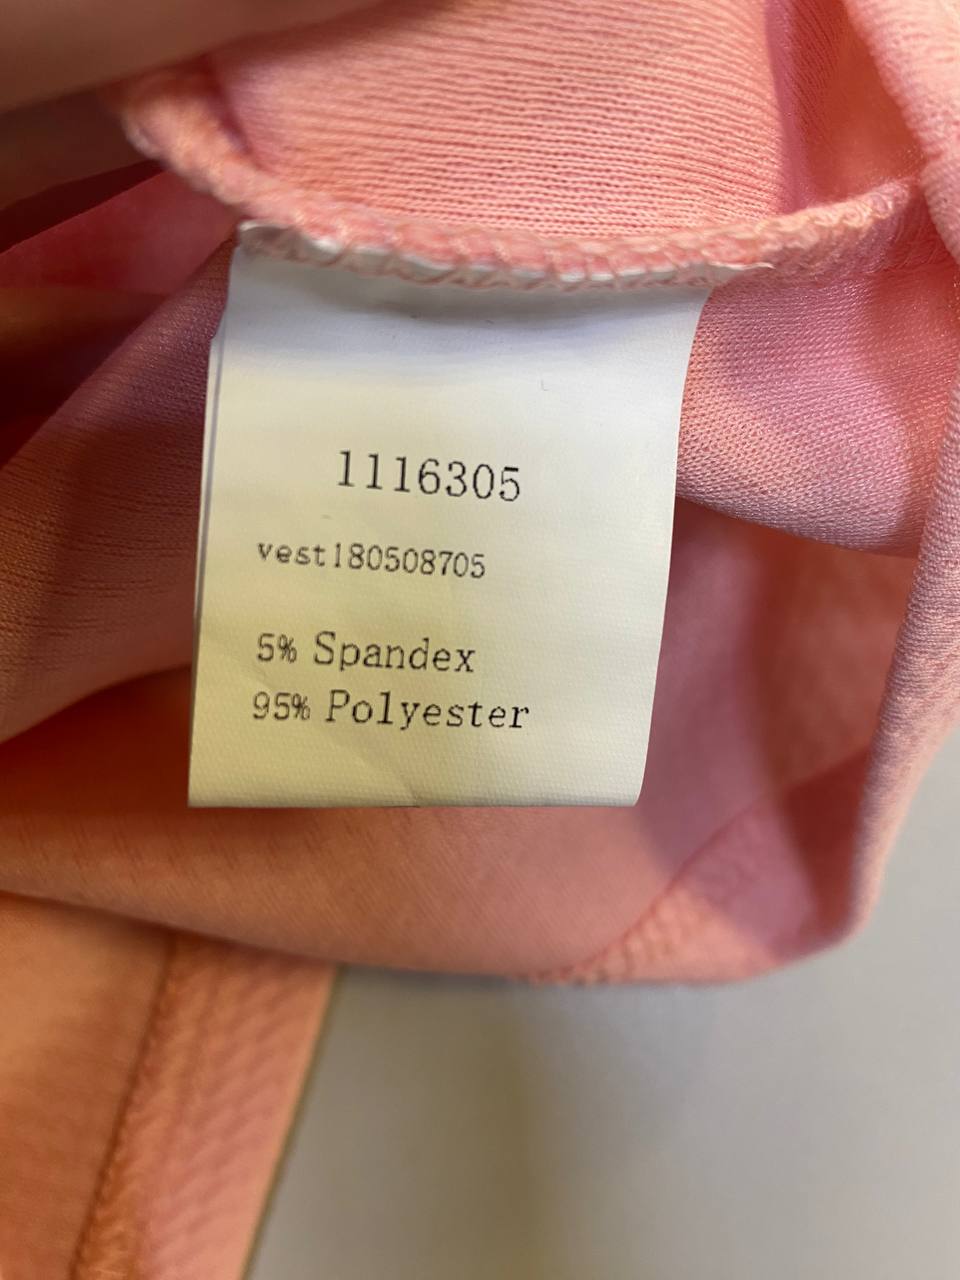 1116305
vest180508705
5% Spandex
95% Polyester